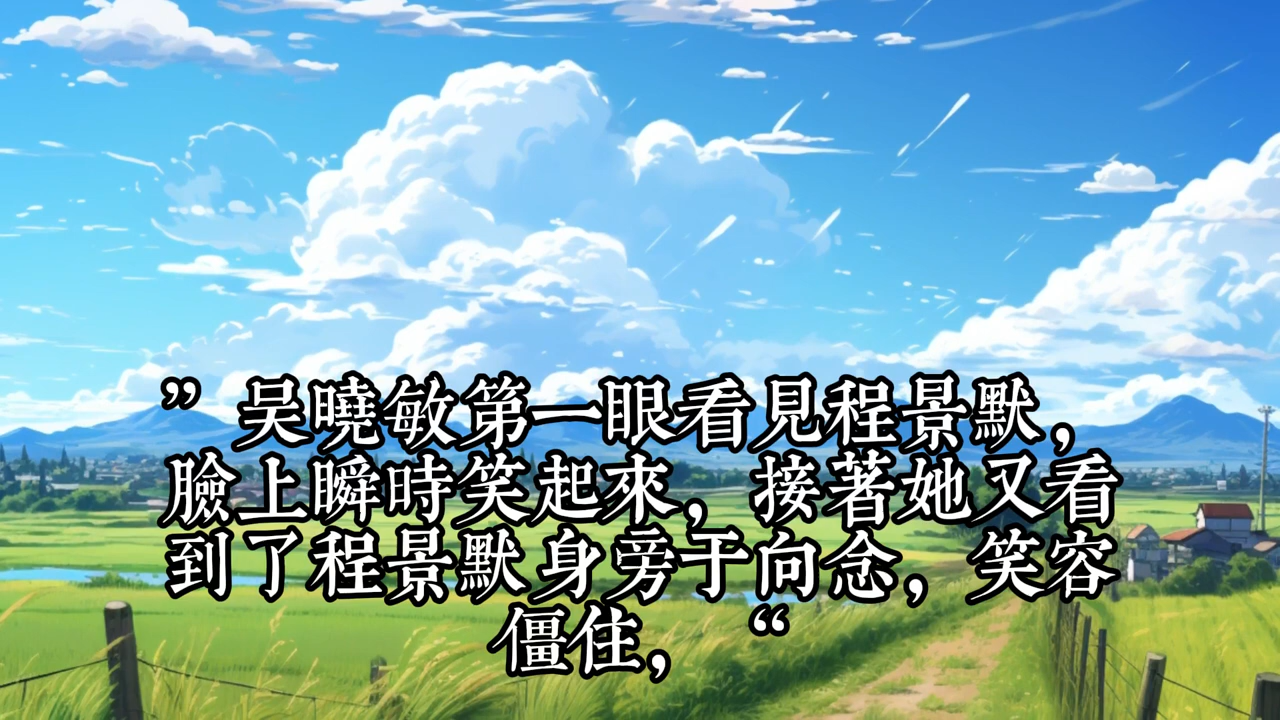 ”吴曉敏第一眼看見程景默，
臉上瞬時笑起來，接著她又看
到了程景默身旁于向念，笑容
僵住，“